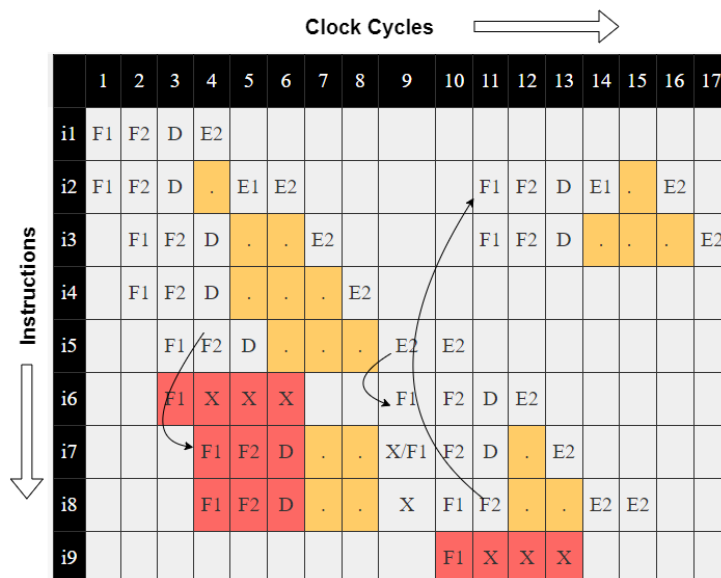 Clock Cycles
1 2 3 4 5 6 7 8 9 10 11 12 13 14 15 16 17
i1 F1 F2 D E2
i2 F1 F2 D . E1 E2 F1 F2 D E1 . E2
i3 F1 F2 D . . E2 F1 F2 D . . . E2
i4 F1 F2 D . . . E2
i5 F1 F2 D . . . E2 E2
i6 F1 X X X F1 F2 D E2
i7 F1 F2 D . . X/F1 F2 D . E2
i8 F1 F2 D . . X F1 F2 . . E2 E2
i9 F1 X X X
Instructions